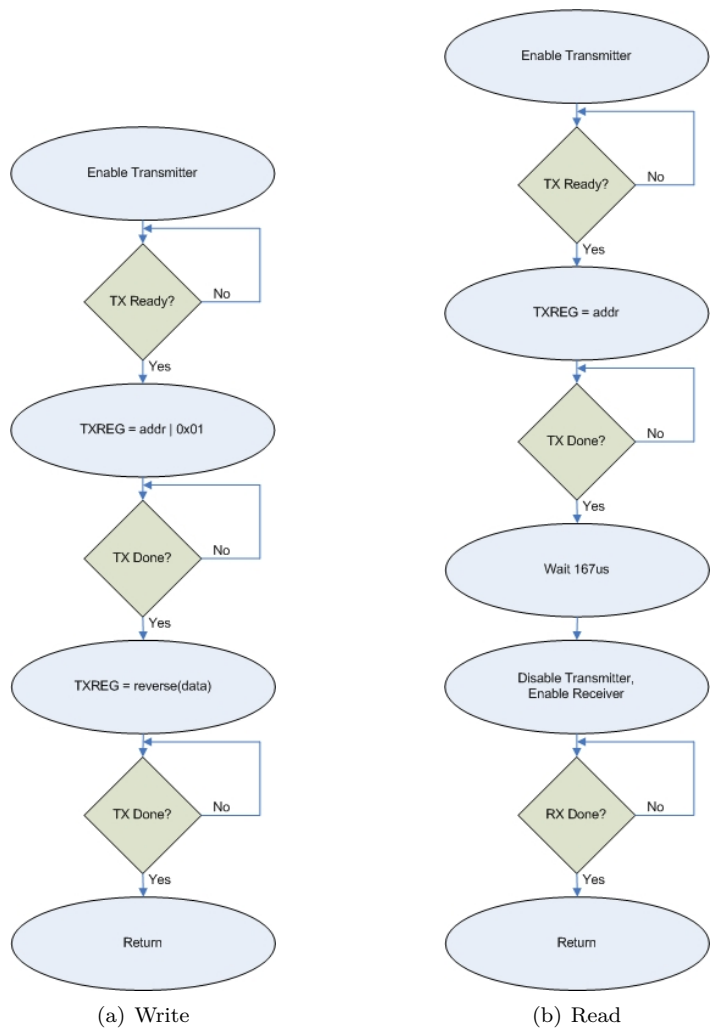 Enable Transmitter
TX Ready?
No
Yes
TXREG = addr | 0x01
TX Done?
No
Yes
TXREG = reverse(data)
TX Done?
No
Yes
Return
(a) Write
Enable Transmitter
TX Ready?
No
Yes
TXREG = addr
TX Done?
No
Yes
Wait 167us
Disable Transmitter,
Enable Receiver
RX Done?
No
Yes
Return
(b) Read